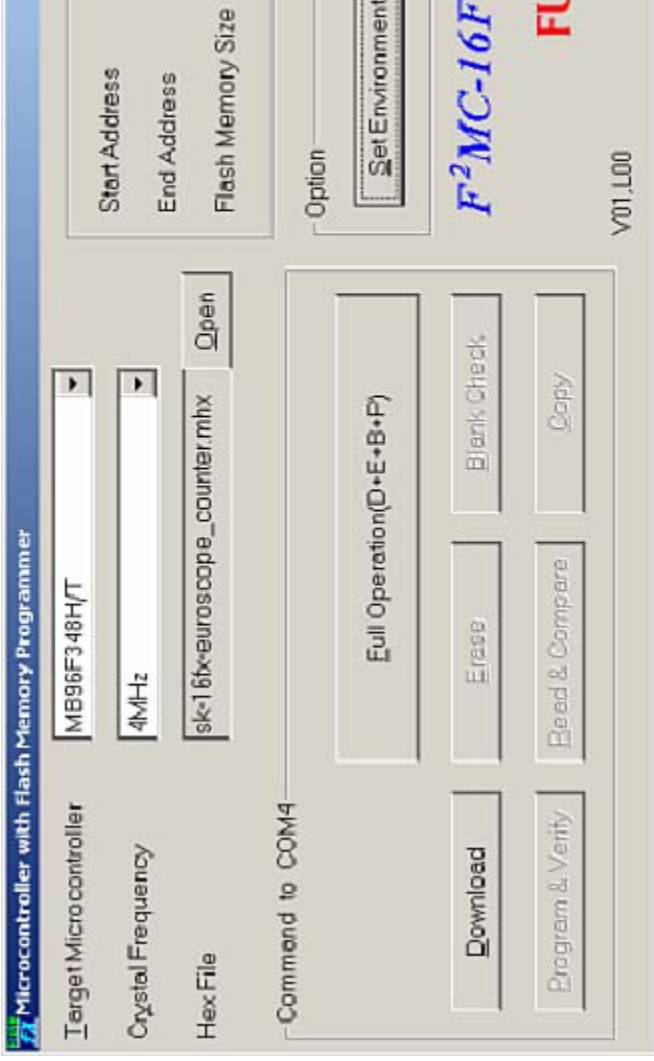 Microcontroller with Flash Memory Programmer
Target Microcontroller
MB96F348H/T
Crystal Frequency
4MHz
Hex File
sk-16fx-euroscope_counter.mhx
Open
Start Address
End Address
Flash Memory Size
Command to COM4
Full Operation(D+E+B+P)
Download
Erase
Blank Check
Program & Verify
Read & Compare
Copy
Option
Set Environment
F²MC-16F
FU
V01,L00